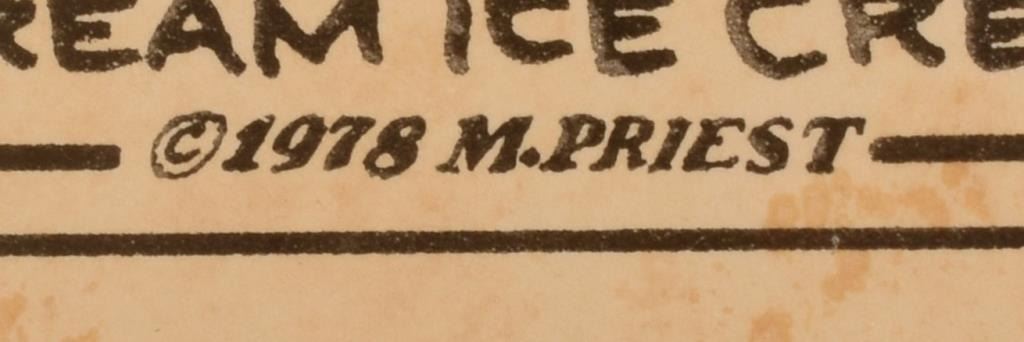 REAM ICE CRE
©1978 M.PRIEST